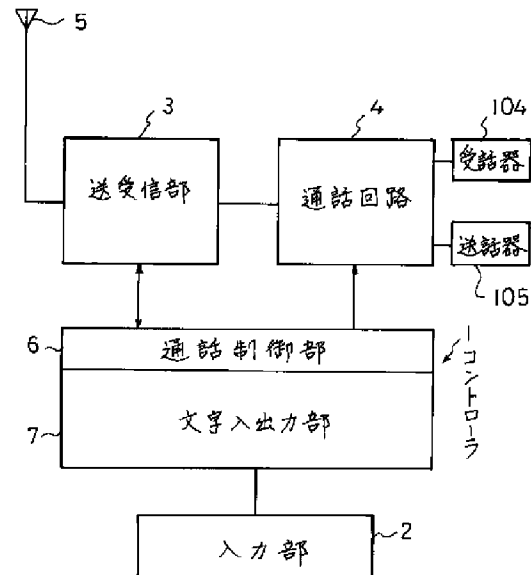 5
3
4
104
送受信部
通話回路
受話器
送話器
105
6
通話制御部
1
コントローラ
7
文字入出力部
2
入力部